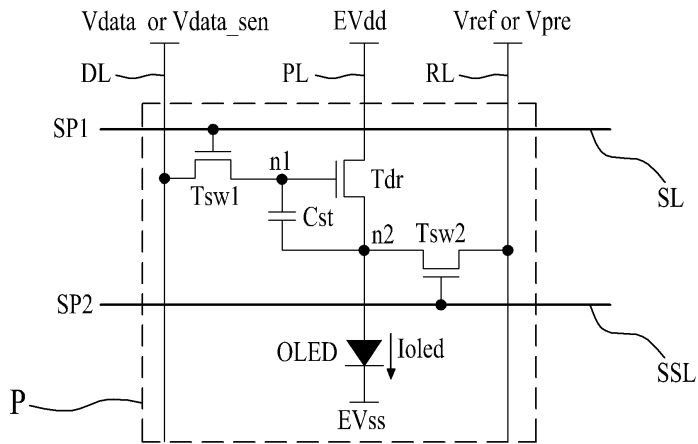 Vdata or Vdata_sen
EVdd
Vref or Vpre
DL
PL
RL
SP1
n1
Tdr
Tsw1
SL
Cst
n2
Tsw2
SP2
OLED
Ioled
SSL
P
EVss